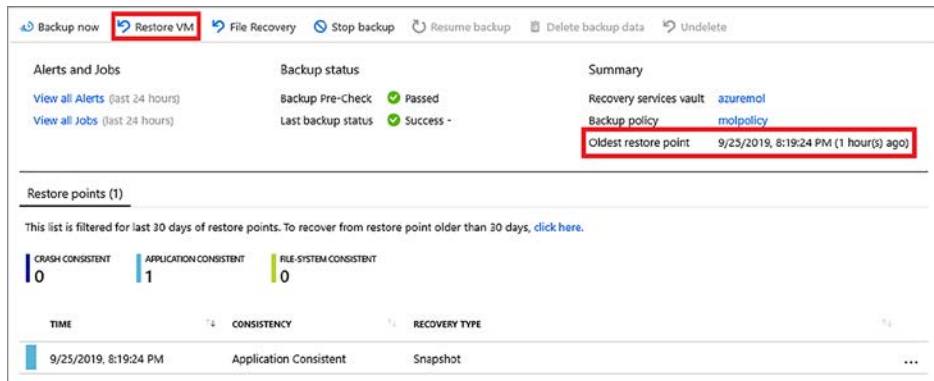 Backup now Restore VM File Recovery Stop backup Resume backup Delete backup data Undelete
Alerts and Jobs
View all Alerts (last 24 hours)
View all Jobs (last 24 hours)
Backup status
Backup Pre-Check Passed
Last backup status Success -
Summary
Recovery services vault azuremol
Backup policy molpolicy
Oldest restore point 9/25/2019, 8:19:24 PM (1 hour(s) ago)
Restore points (1)
This list is filtered for last 30 days of restore points. To recover from restore point older than 30 days, click here.
CRASH CONSISTENT
0
APPLICATION CONSISTENT
1
FILE-SYSTEM CONSISTENT
0
TIME CONSISTENCY RECOVERY TYPE
9/25/2019, 8:19:24 PM Application Consistent Snapshot ...